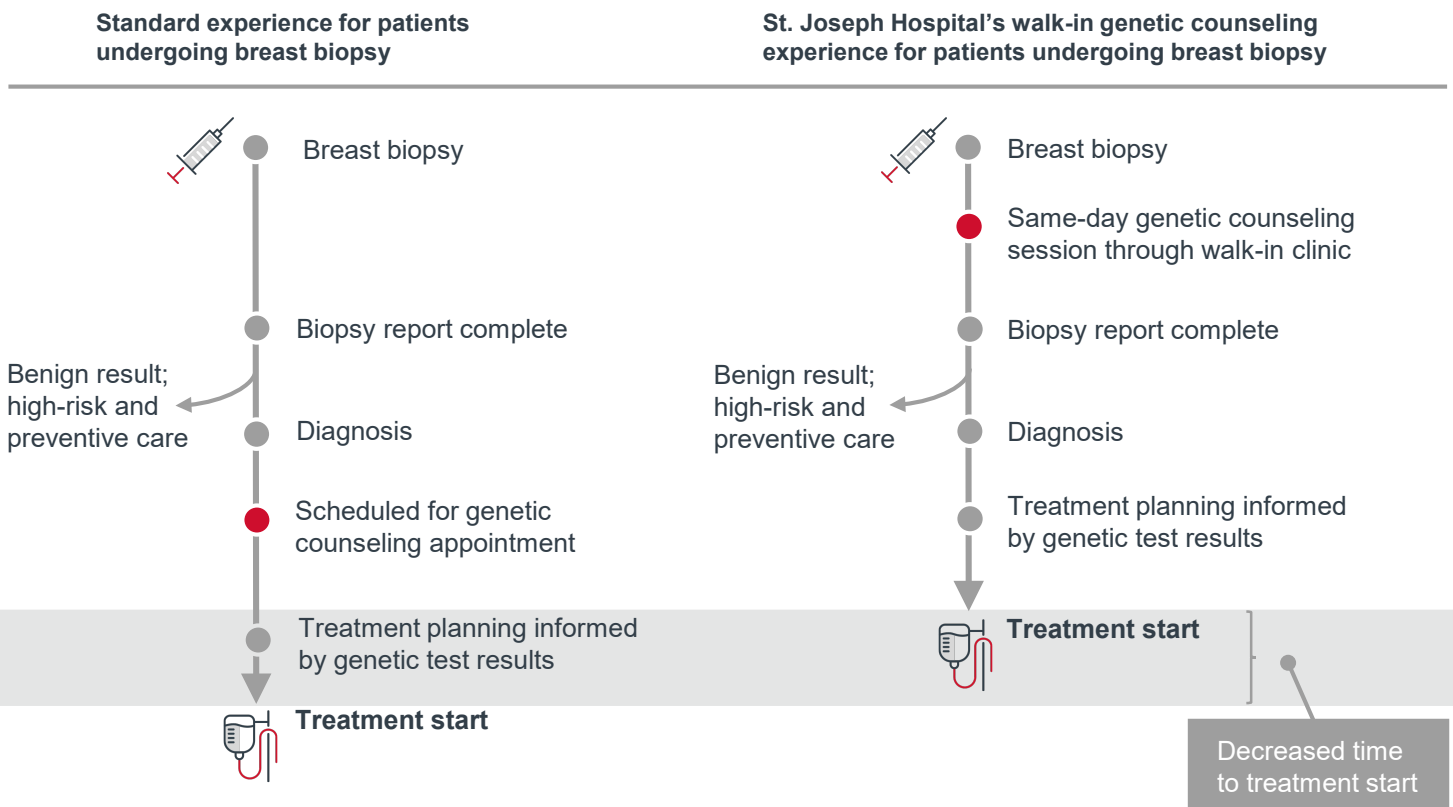 Standard experience for patients
undergoing breast biopsy
St. Joseph Hospital's walk-in genetic counseling
experience for patients undergoing breast biopsy
Breast biopsy
Biopsy report complete
Benign result;
high-risk and
preventive care
Diagnosis
Scheduled for genetic
counseling appointment
Treatment planning informed
by genetic test results
Treatment start
Breast biopsy
Same-day genetic counseling
session through walk-in clinic
Biopsy report complete
Benign result;
high-risk and
preventive care
Diagnosis
Treatment planning informed
by genetic test results
Treatment start
Decreased time
to treatment start